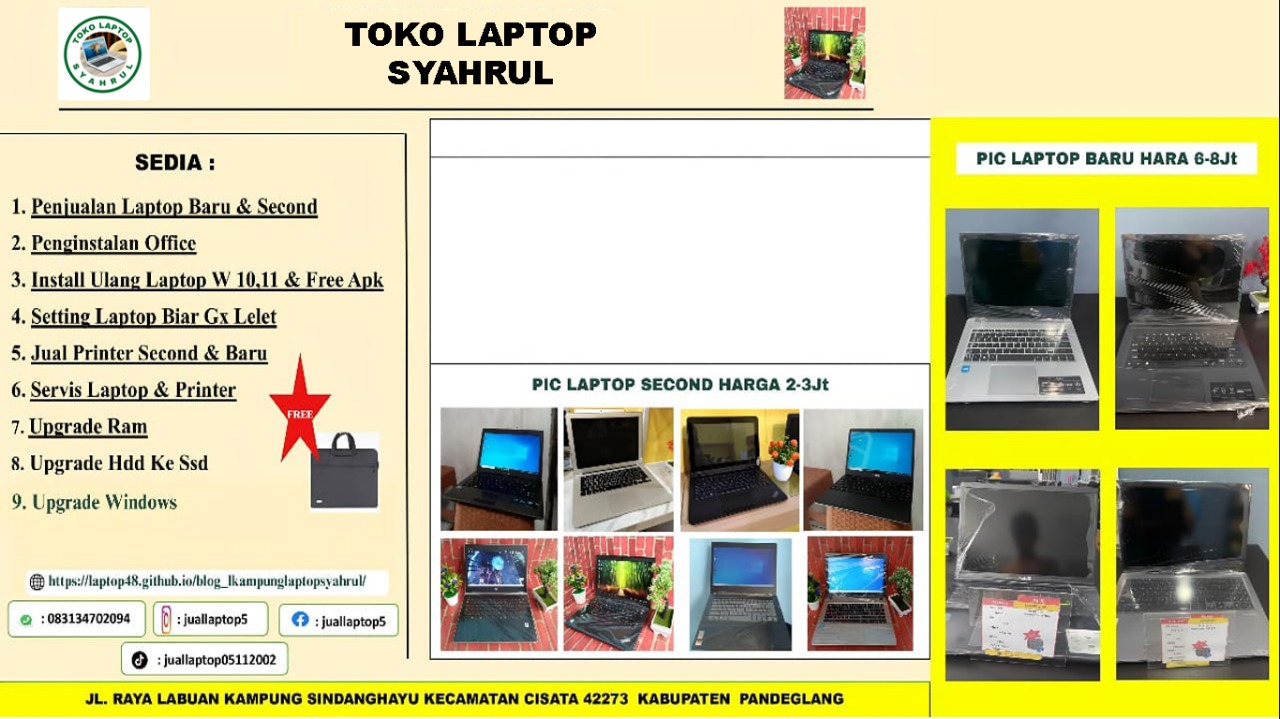 TOKO LAPTOP
SYAHRUL
TOKO LAPTOP
SYAHRUL
SEDIA :
1. Penjualan Laptop Baru & Second
2. Penginstalan Office
3. Install Ulang Laptop W 10,11 & Free Apk
4. Setting Laptop Biar Gx Lelet
5. Jual Printer Second & Baru
6. Servis Laptop & Printer
7. Upgrade Ram
8. Upgrade Hdd Ke Ssd
9. Upgrade Windows
FREE
https://laptop48.github.io/blog_lkampunglaptopsyahrul/
: 083134702094
: juallaptop5
: juallaptop5
: juallaptop05112002
PIC LAPTOP SECOND HARGA 2-3Jt
PIC LAPTOP BARU HARA 6-8Jt
JL. RAYA LABUAN KAMPUNG SINDANGHAYU KECAMATAN CISATA 42273 KABUPATEN PANDEGLANG